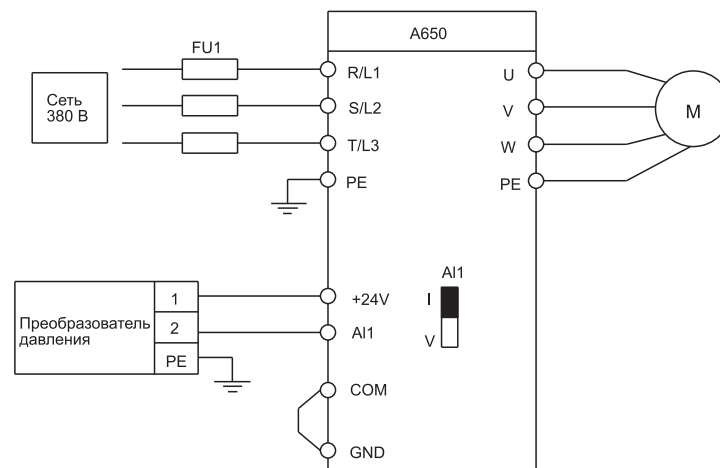 A650
FU1
Сеть
380 В
R/L1
S/L2
T/L3
PE
U
V
W
PE
M
Преобразователь
давления
1
2
PE
+24V
AI1
COM
GND
AI1
I
V